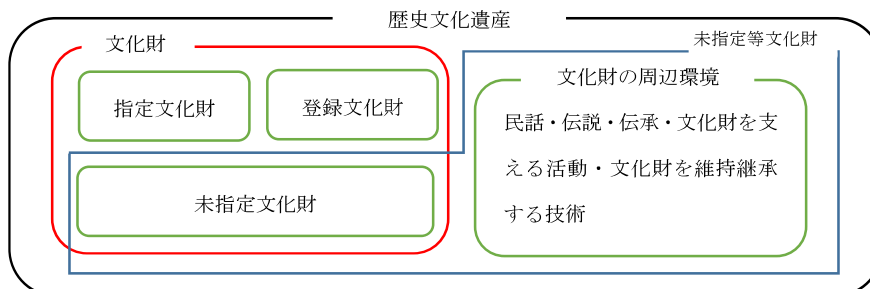 歴史文化遺産
未指定等文化財
文化財
文化財の周辺環境
指定文化財
登録文化財
民話・伝説・伝承・文化財を支
える活動・文化財を維持継承
する技術
未指定文化財